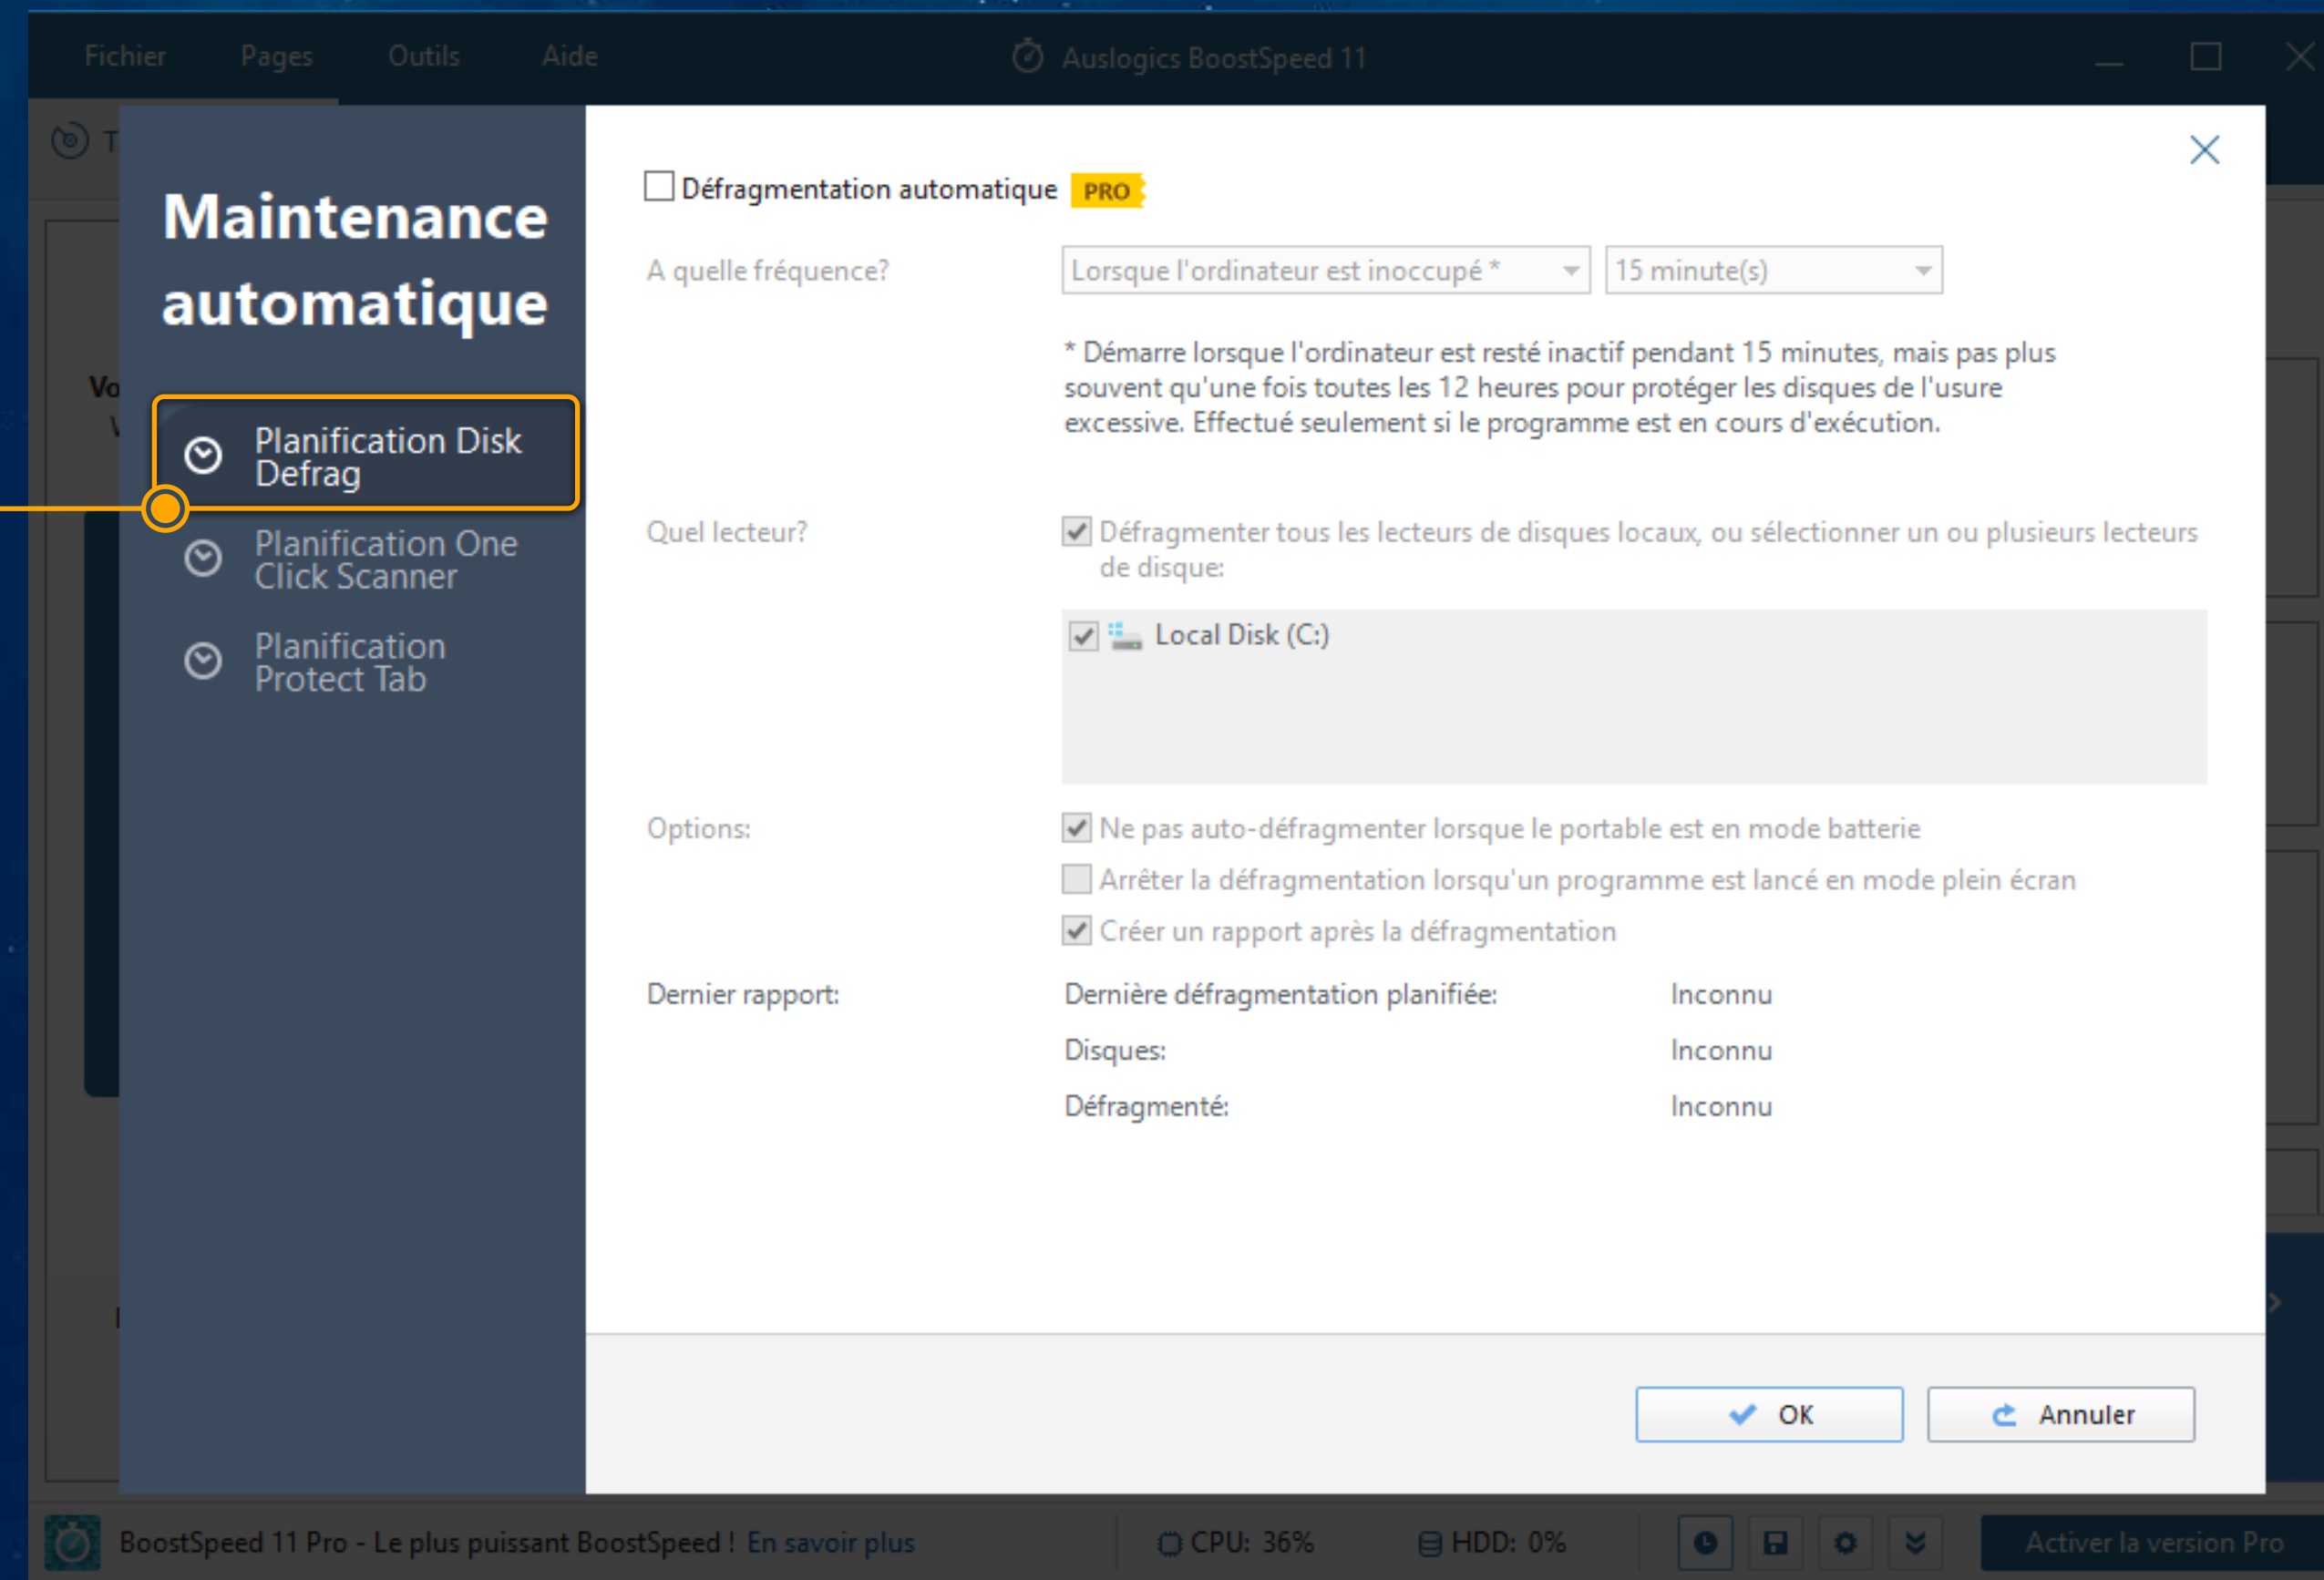 Fichier Pages Outils Aide
Auslogics BoostSpeed 11
Maintenance
automatique
Planification Disk
Defrag
Planification One
Click Scanner
Planification
Protect Tab
Défragmentation automatique PRO
A quelle fréquence?
Lorsque l'ordinateur est inoccupé * 15 minute(s)
* Démarre lorsque l'ordinateur est resté inactif pendant 15 minutes, mais pas plus
souvent qu'une fois toutes les 12 heures pour protéger les disques de l'usure
excessive. Effectué seulement si le programme est en cours d'exécution.
Quel lecteur?
Défragmenter tous les lecteurs de disques locaux, ou sélectionner un ou plusieurs lecteurs
de disque:
Local Disk (C:)
Options:
Ne pas auto-défragmenter lorsque le portable est en mode batterie
Arrêter la défragmentation lorsqu'un programme est lancé en mode plein écran
Créer un rapport après la défragmentation
Dernier rapport:
Dernière défragmentation planifiée: Inconnu
Disques: Inconnu
Défragmenté: Inconnu
OK Annuler
BoostSpeed 11 Pro - Le plus puissant BoostSpeed ! En savoir plus
CPU: 36% HDD: 0%
Activer la version Pro